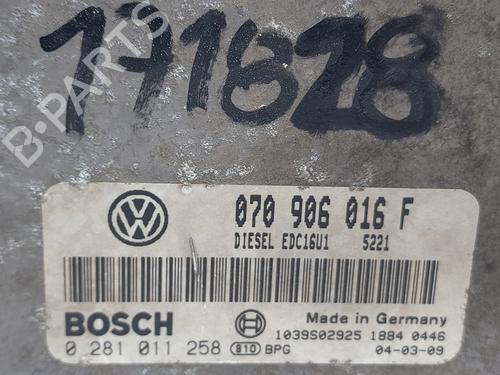 171828
B-PARTS
070 906 016 F
DIESEL EDC16U1 5221
BOSCH
Made in Germany
1039S02925 1884 0446
0 281 011 258 810 BPG 04-03-09